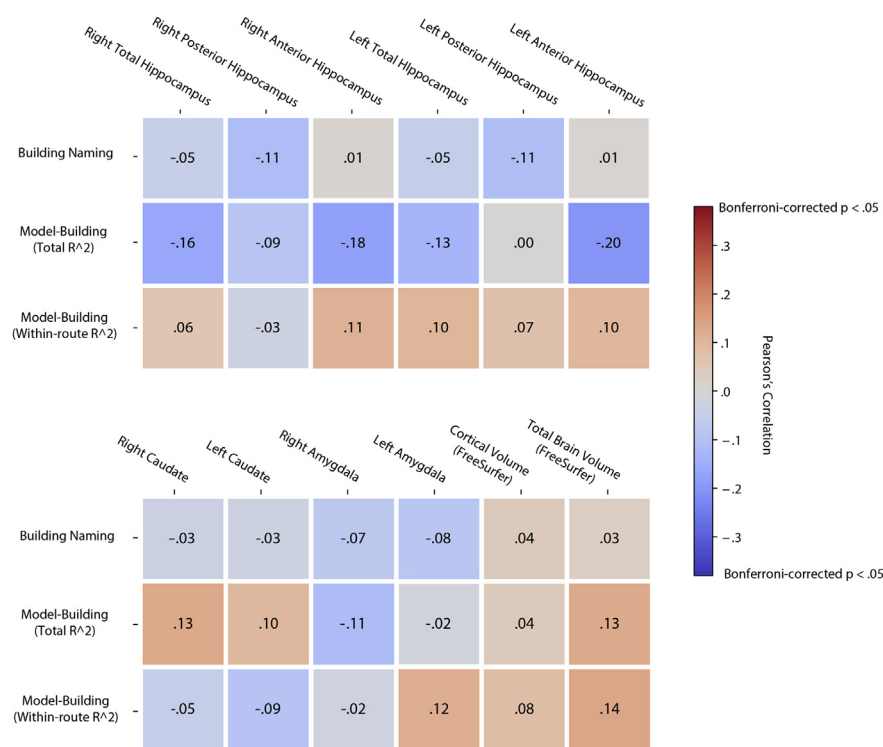 Right Total Hippocampus
Right Posterior Hippocampus
Right Anterior Hippocampus
Left Total HIppocampus
Left Posterior Hippocampus
Left Anterior Hippocampus
Building Naming
-.05
-.11
.01
-.05
-.11
.01
Model-Building
(Total R^2)
-.16
-.09
-.18
-.13
.00
-.20
Model-Building
(Within-route R^2)
.06
-.03
.11
.10
.07
.10
Bonferroni-corrected p < .05
.3
.2
.1
.0
-.1
-.2
-.3
Bonferroni-corrected p < .05
Pearson's Correlation
Right Caudate
Left Caudate
Right Amygdala
Left Amygdala
Cortical Volume
(FreeSurfer)
Total Brain Volume
(FreeSurfer)
Building Naming
-.03
-.03
-.07
-.08
.04
.03
Model-Building
(Total R^2)
.13
.10
-.11
-.02
.04
.13
Model-Building
(Within-route R^2)
-.05
-.09
-.02
.12
.08
.14